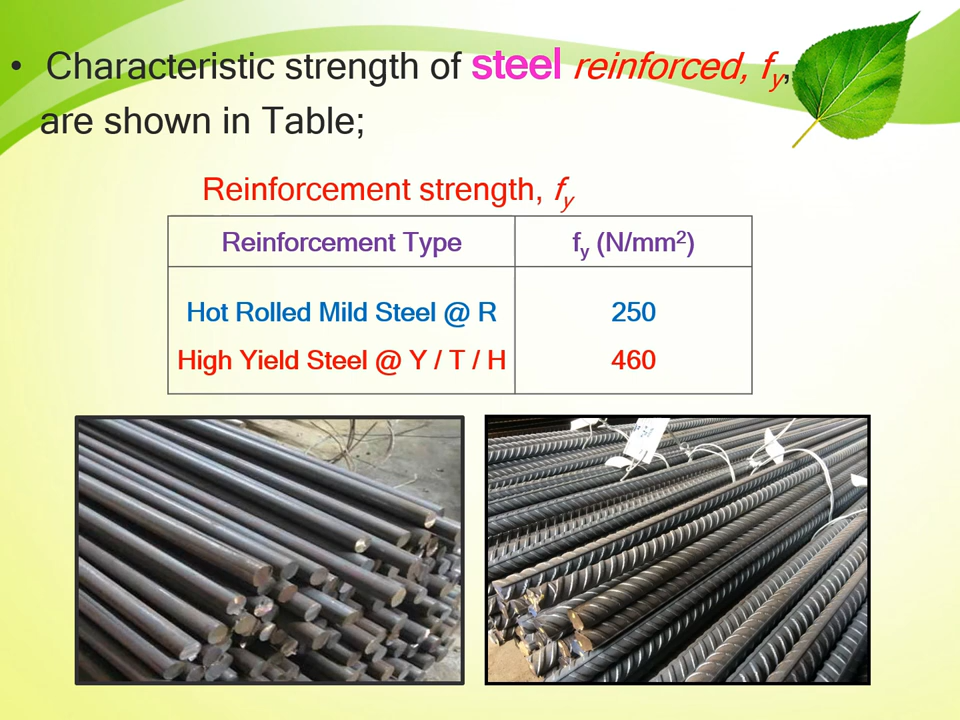 • Characteristic strength of steel reinforced, fy,
are shown in Table;
Reinforcement strength, fy
Reinforcement Type fy (N/mm²)
Hot Rolled Mild Steel @ R 250
High Yield Steel @ Y / T / H 460